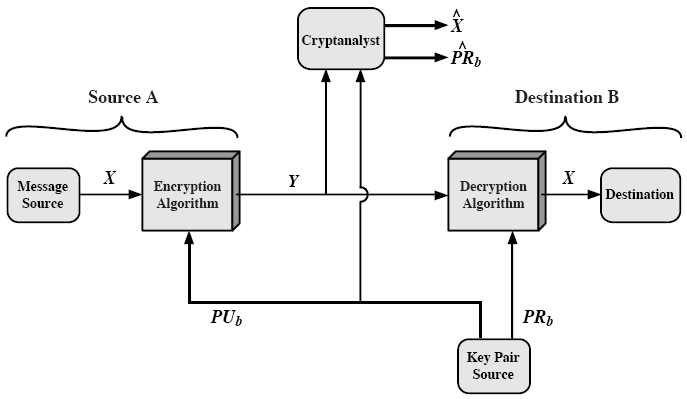 Cryptanalyst
X̂
P̂R_b
Source A
Destination B
Message
Source
X
Encryption
Algorithm
Y
Decryption
Algorithm
X
Destination
PU_b
PR_b
Key Pair
Source